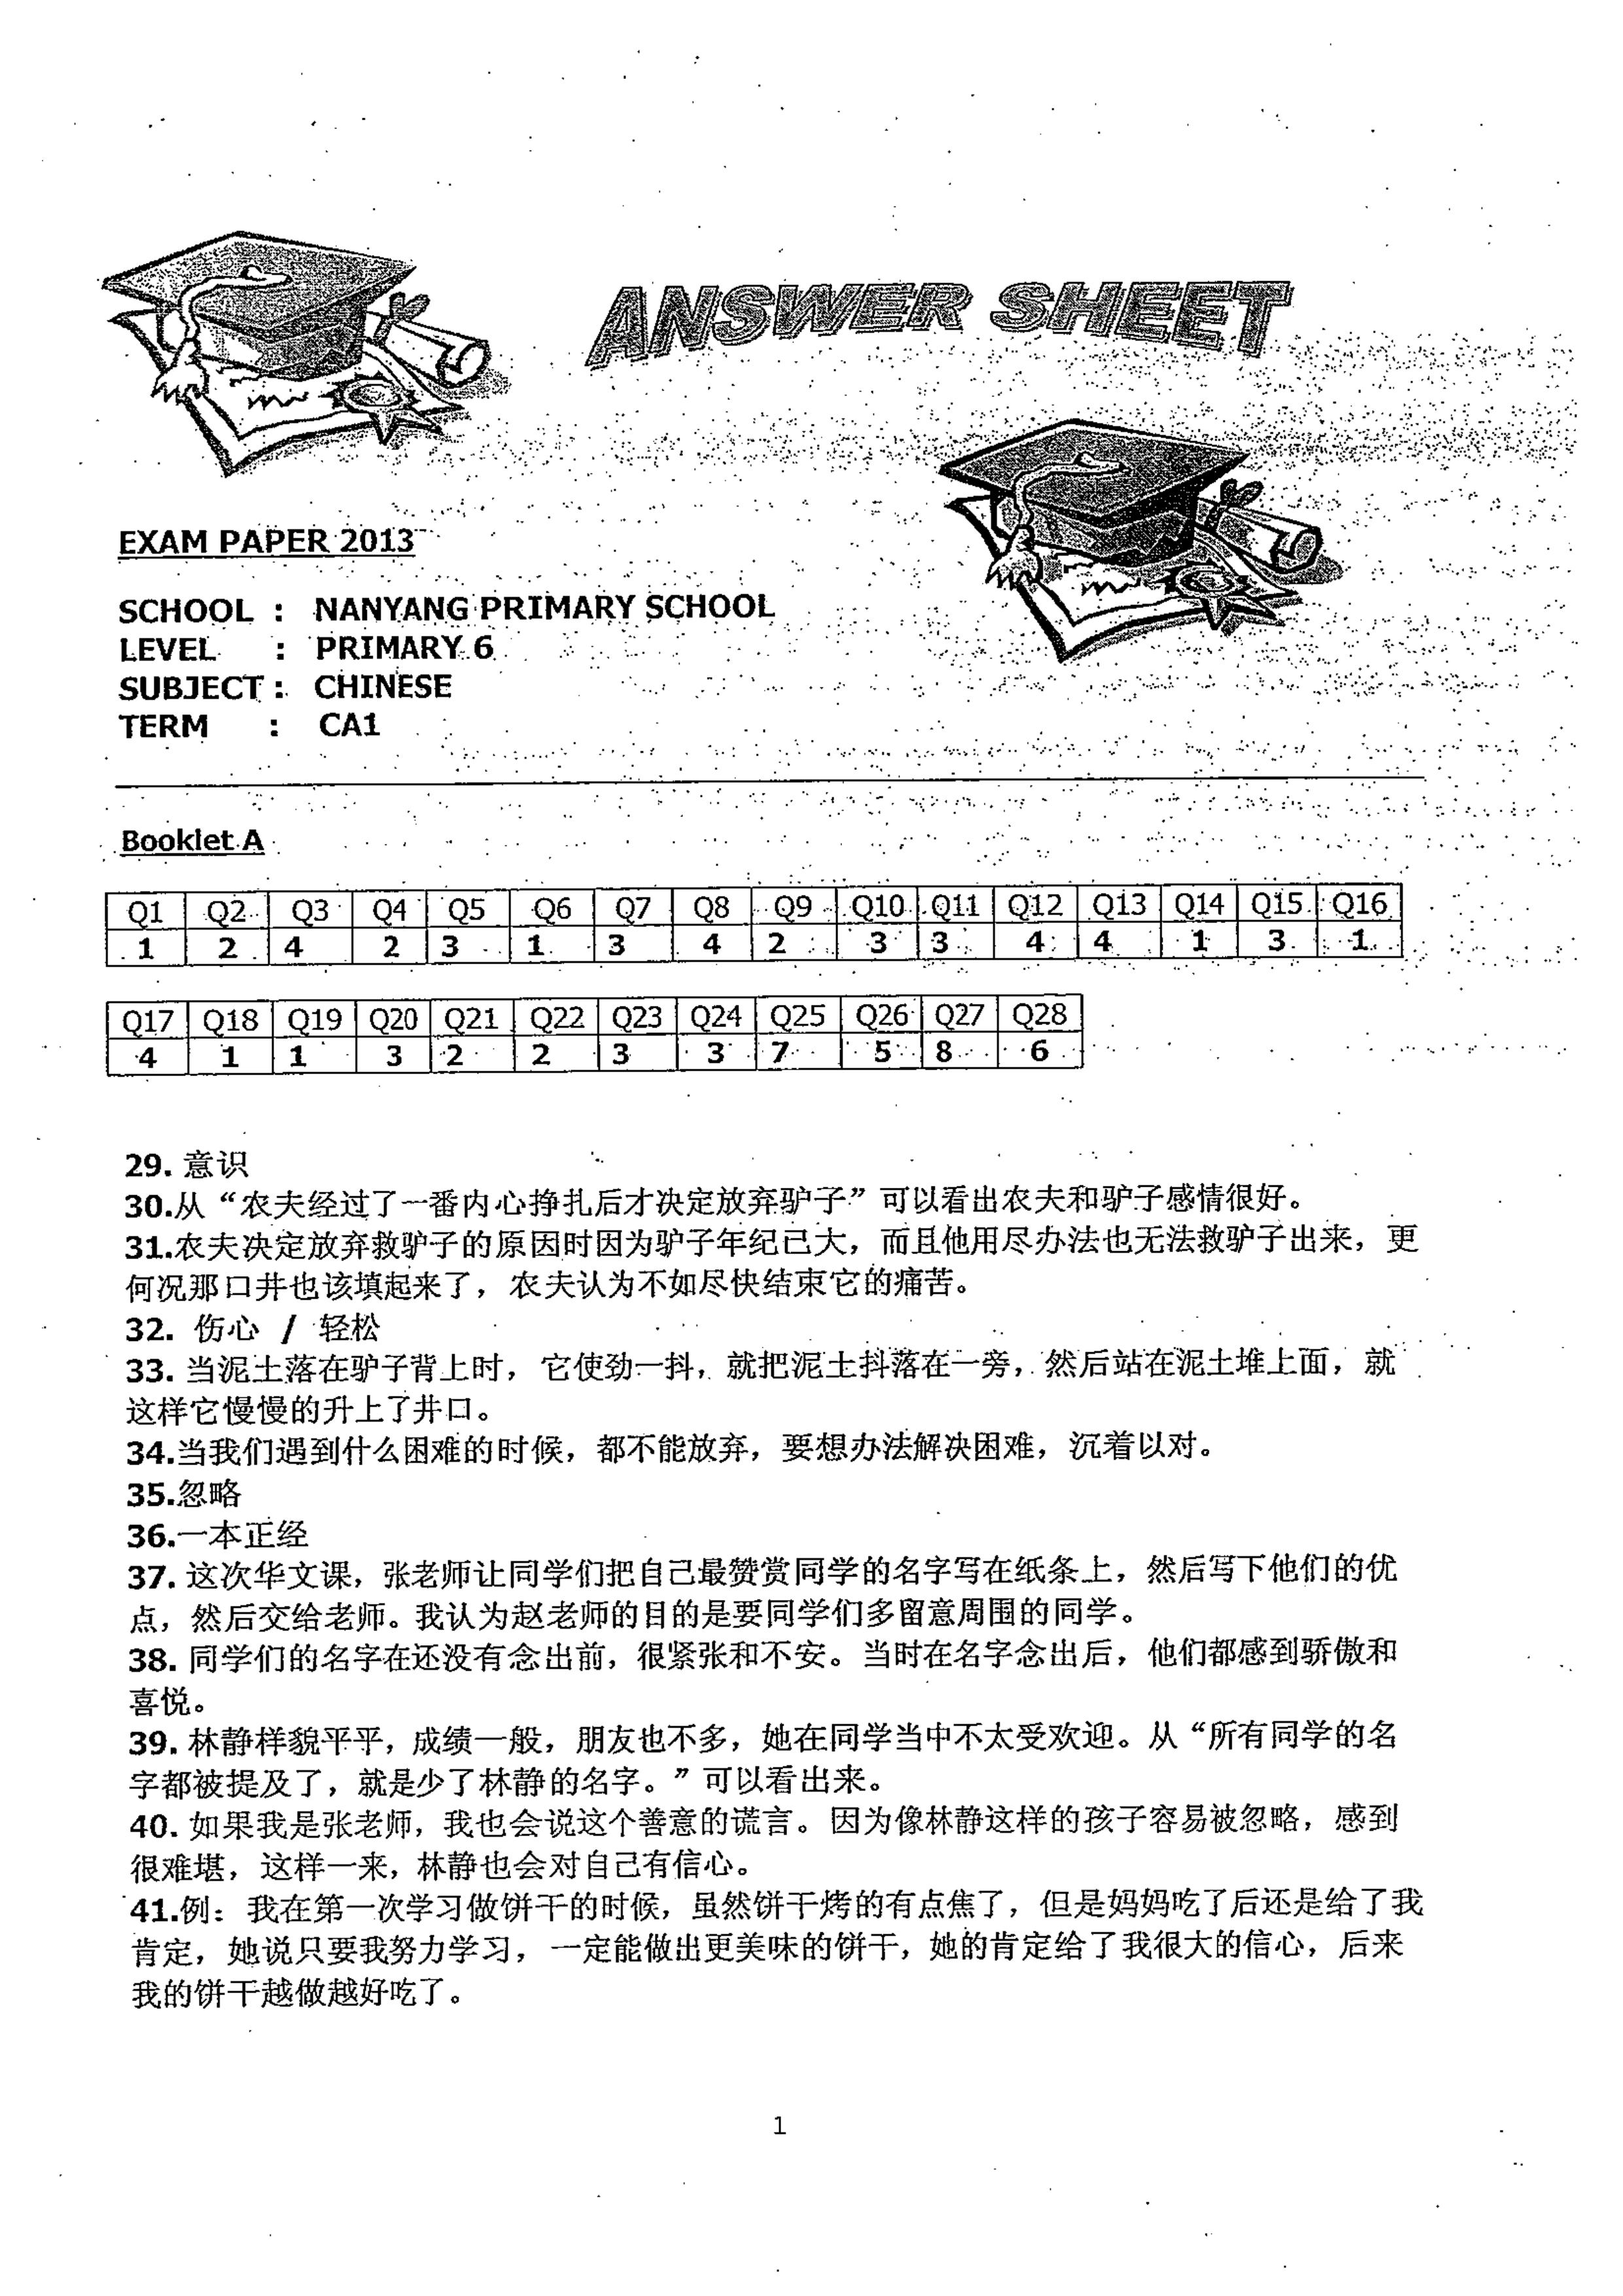 ANSWER SHEET
EXAM PAPER 2013
SCHOOL : NANYANG PRIMARY SCHOOL
LEVEL : PRIMARY 6
SUBJECT : CHINESE
TERM : CA1
Booklet A
Q1 Q2 Q3 Q4 Q5 Q6 Q7 Q8 Q9 Q10 Q11 Q12 Q13 Q14 Q15 Q16
1 2 4 2 3 1 3 4 2 3 3 4 4 1 3 1
Q17 Q18 Q19 Q20 Q21 Q22 Q23 Q24 Q25 Q26 Q27 Q28
4 1 1 3 2 2 3 3 7 5 8 6
29. 意识
30.从“农夫经过了一番内心挣扎后才决定放弃驴子”可以看出农夫和驴子感情很好。
31.农夫决定放弃救驴子的原因时因为驴子年纪已大，而且他用尽办法也无法救驴子出来，更
何况那口井也该填起来了，农夫认为不如尽快结束它的痛苦。
32. 伤心 / 轻松
33. 当泥土落在驴子背上时，它使劲一抖，就把泥土抖落在一旁，然后站在泥土堆上面，就
这样它慢慢的升上了井口。
34.当我们遇到什么困难的时候，都不能放弃，要想办法解决困难，沉着以对。
35.忽略
36.一本正经
37. 这次华文课，张老师让同学们把自己最赞赏同学的名字写在纸条上，然后写下他们的优
点，然后交给老师。我认为赵老师的目的是要同学们多留意周围的同学。
38. 同学们的名字在还没有念出前，很紧张和不安。当时在名字念出后，他们都感到骄傲和
喜悦。
39. 林静样貌平平，成绩一般，朋友也不多，她在同学当中不太受欢迎。从“所有同学的名
字都被提及了，就是少了林静的名字。”可以看出来。
40. 如果我是张老师，我也会说这个善意的谎言。因为像林静这样的孩子容易被忽略，感到
很难堪，这样一来，林静也会对自己有信心。
41.例：我在第一次学习做饼干的时候，虽然饼干烤的有点焦了，但是妈妈吃了后还是给了我
肯定，她说只要我努力学习，一定能做出更美味的饼干，她的肯定给了我很大的信心，后来
我的饼干越做越好吃了。
1